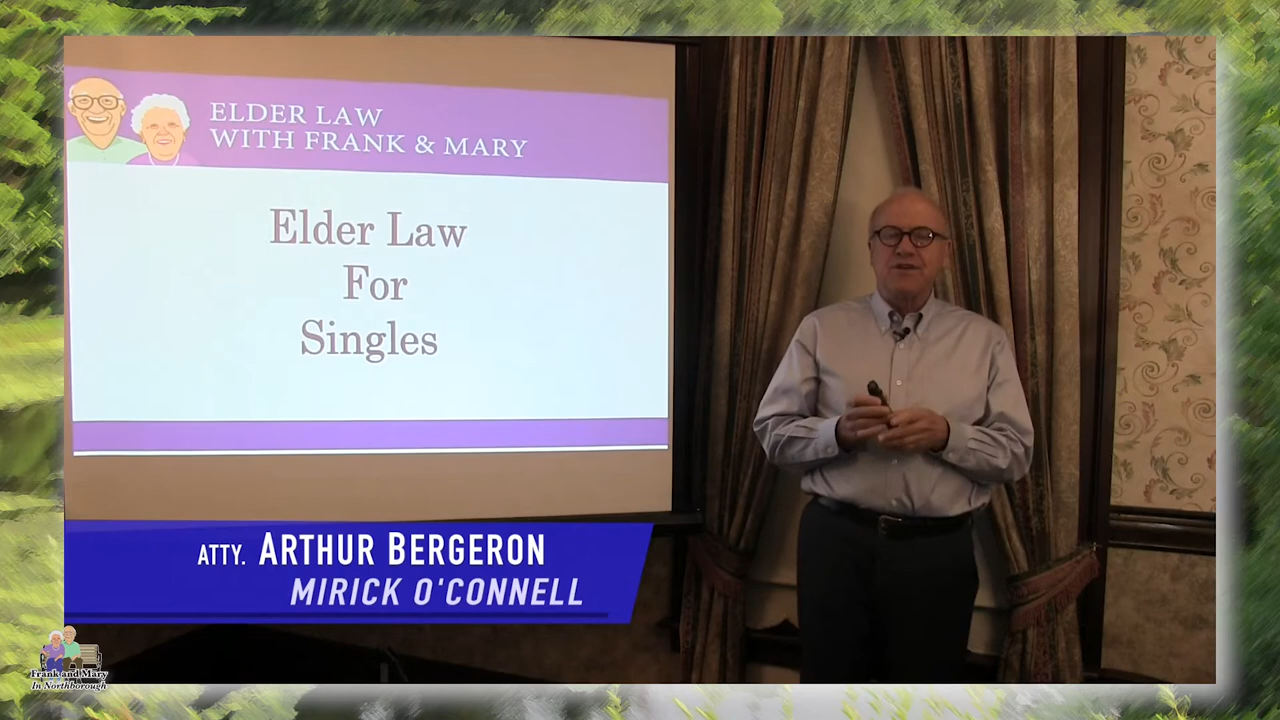 ELDER LAW
WITH FRANK & MARY
Elder Law
For
Singles
ATTY. ARTHUR BERGERON
MIRICK O'CONNELL
Frank and Mary
In Northborough